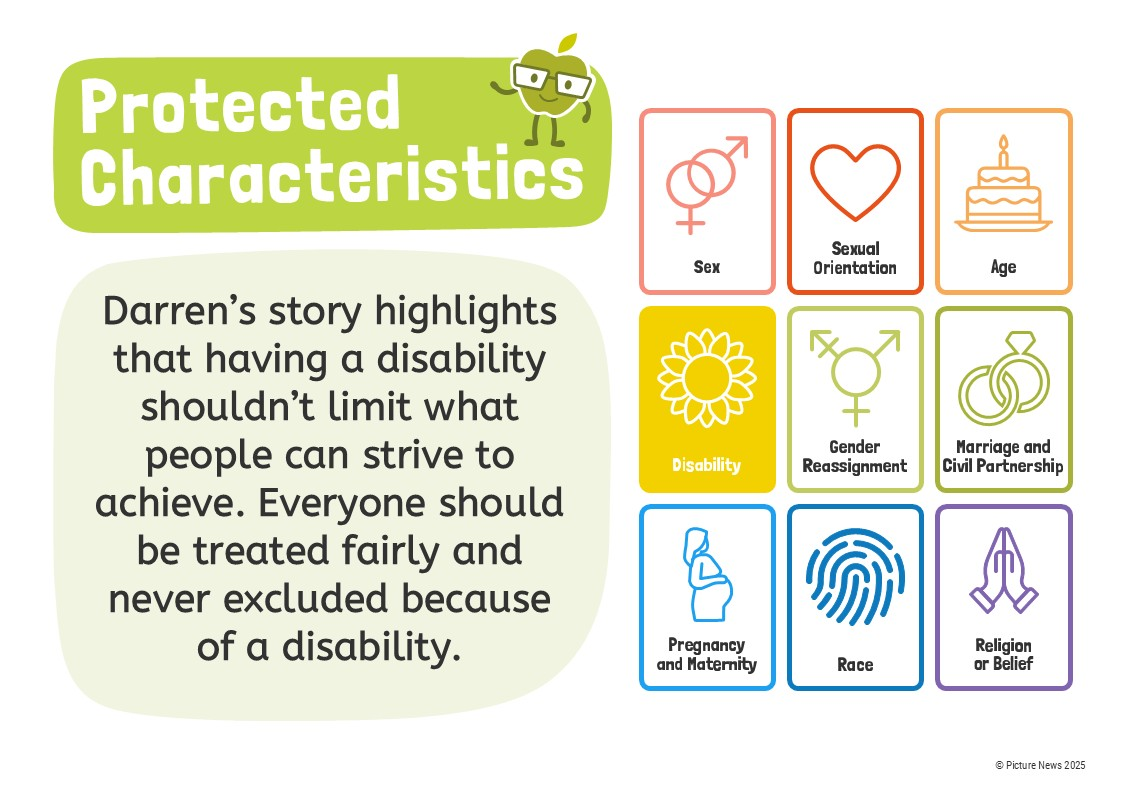 Protected
Characteristics
Darren’s story highlights
that having a disability
shouldn’t limit what
people can strive to
achieve. Everyone should
be treated fairly and
never excluded because
of a disability.
Sex
Sexual
Orientation
Age
Disability
Gender
Reassignment
Marriage and
Civil Partnership
Pregnancy
and Maternity
Race
Religion
or Belief
© Picture News 2025